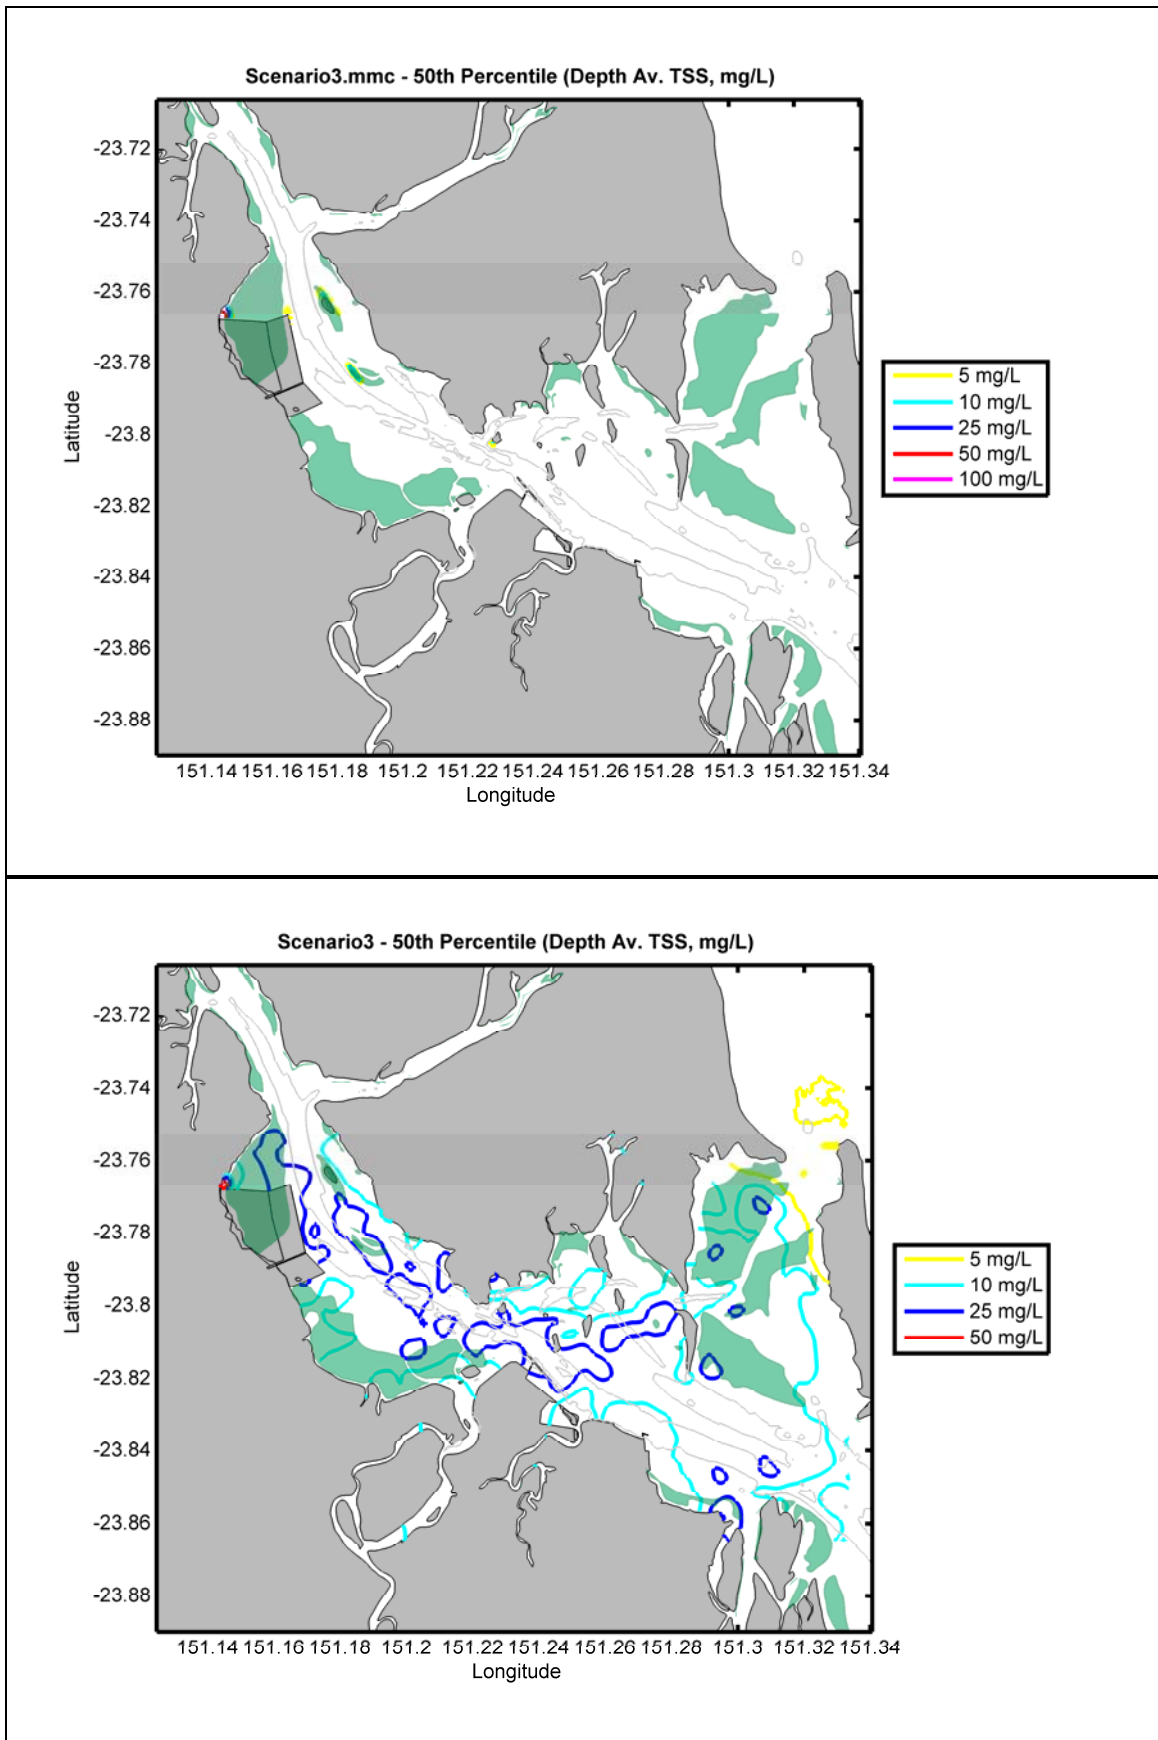 Scenario3.mmc - 50th Percentile (Depth Av. TSS, mg/L)
-23.72
-23.74
-23.76
-23.78
-23.8
-23.82
-23.84
-23.86
-23.88
Latitude
151.14 151.16 151.18 151.2 151.22 151.24 151.26 151.28 151.3 151.32 151.34
Longitude
5 mg/L
10 mg/L
25 mg/L
50 mg/L
100 mg/L
Scenario3 - 50th Percentile (Depth Av. TSS, mg/L)
-23.72
-23.74
-23.76
-23.78
-23.8
-23.82
-23.84
-23.86
-23.88
Latitude
151.14 151.16 151.18 151.2 151.22 151.24 151.26 151.28 151.3 151.32 151.34
Longitude
5 mg/L
10 mg/L
25 mg/L
50 mg/L